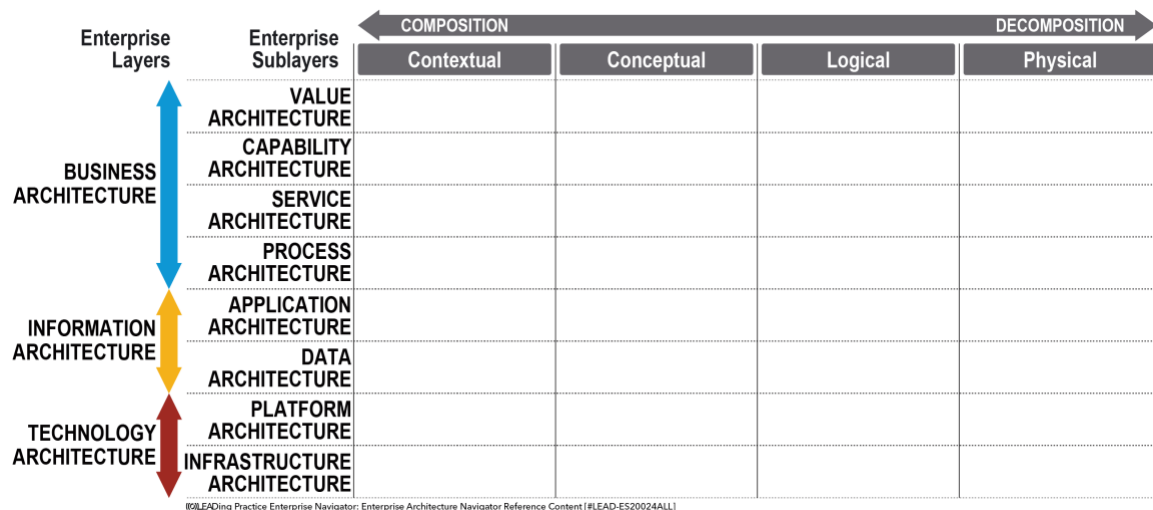 COMPOSITION
DECOMPOSITION
Enterprise
Layers
Enterprise
Sublayers
Contextual
Conceptual
Logical
Physical
BUSINESS
ARCHITECTURE
VALUE
ARCHITECTURE
CAPABILITY
ARCHITECTURE
SERVICE
ARCHITECTURE
PROCESS
ARCHITECTURE
INFORMATION
ARCHITECTURE
APPLICATION
ARCHITECTURE
DATA
ARCHITECTURE
TECHNOLOGY
ARCHITECTURE
PLATFORM
ARCHITECTURE
INFRASTRUCTURE
ARCHITECTURE
LEADing Practice Enterprise Navigator: Enterprise Architecture Navigator Reference Content [#LEAD-ES20024ALL]